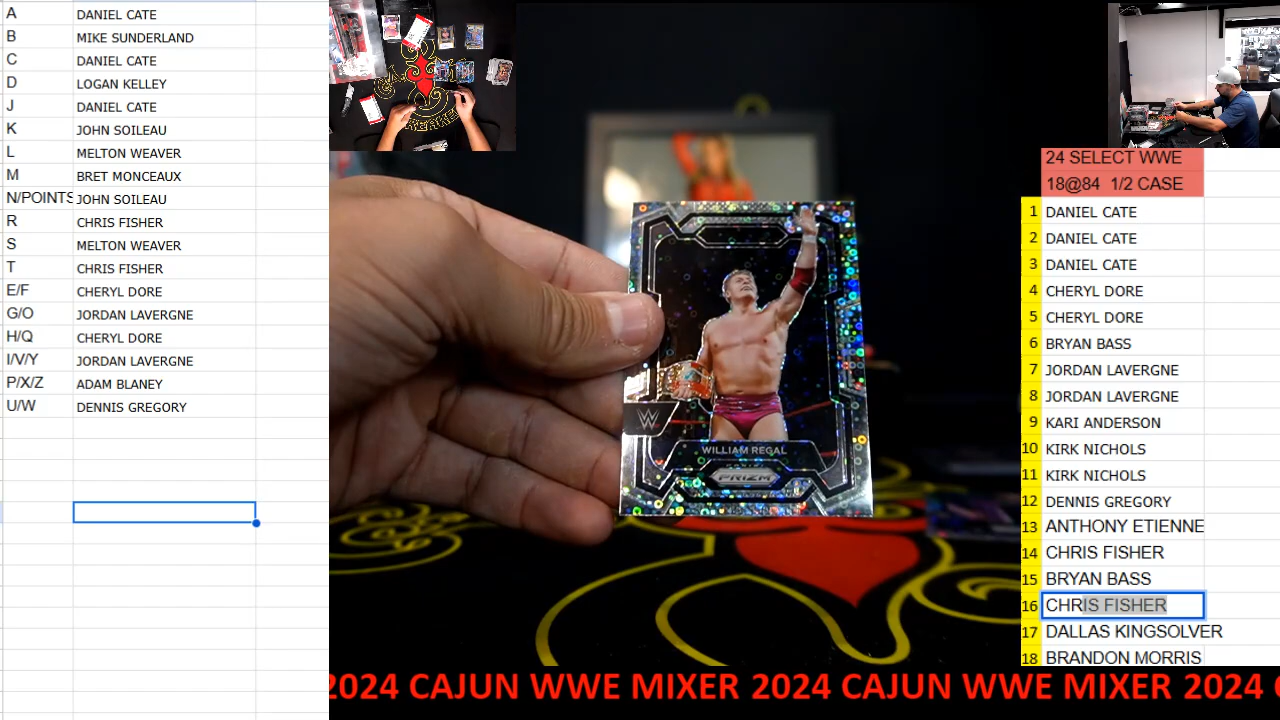 A DANIEL CATE
B MIKE SUNDERLAND
C DANIEL CATE
D LOGAN KELLEY
J DANIEL CATE
K JOHN SOILEAU
L MELTON WEAVER
M BRET MONCEAUX
N/POINTS JOHN SOILEAU
R CHRIS FISHER
S MELTON WEAVER
T CHRIS FISHER
E/F CHERYL DORE
G/O JORDAN LAVERGNE
H/Q CHERYL DORE
I/V/Y JORDAN LAVERGNE
P/X/Z ADAM BLANEY
U/W DENNIS GREGORY
W
WILLIAM REGAL
PRIZM
24 SELECT WWE
18@84 1/2 CASE
1 DANIEL CATE
2 DANIEL CATE
3 DANIEL CATE
4 CHERYL DORE
5 CHERYL DORE
6 BRYAN BASS
7 JORDAN LAVERGNE
8 JORDAN LAVERGNE
9 KARI ANDERSON
10 KIRK NICHOLS
11 KIRK NICHOLS
12 DENNIS GREGORY
13 ANTHONY ETIENNE
14 CHRIS FISHER
15 BRYAN BASS
16 CHRIS FISHER
17 DALLAS KINGSOLVER
18 BRANDON MORRIS
2024 CAJUN WWE MIXER 2024 CAJUN WWE MIXER 2024